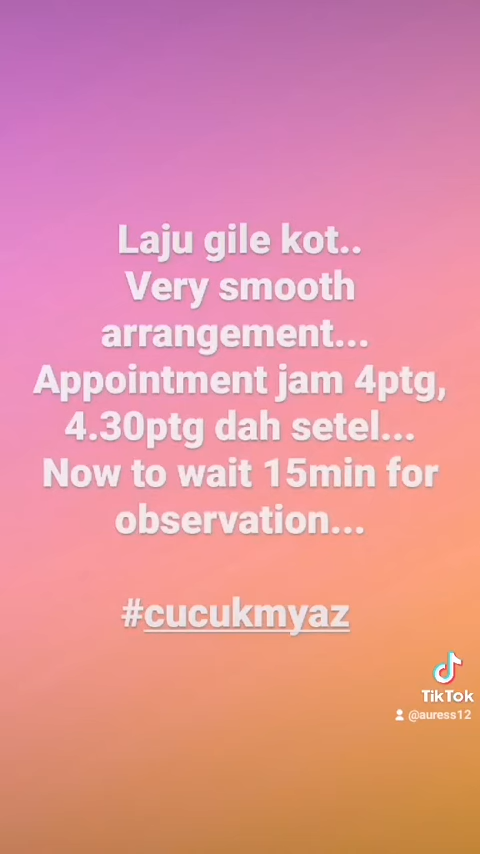 Laju gile kot..
Very smooth
arrangement...
Appointment jam 4ptg,
4.30ptg dah setel...
Now to wait 15min for
observation...
#cucukmyaz
TikTok
@auress12